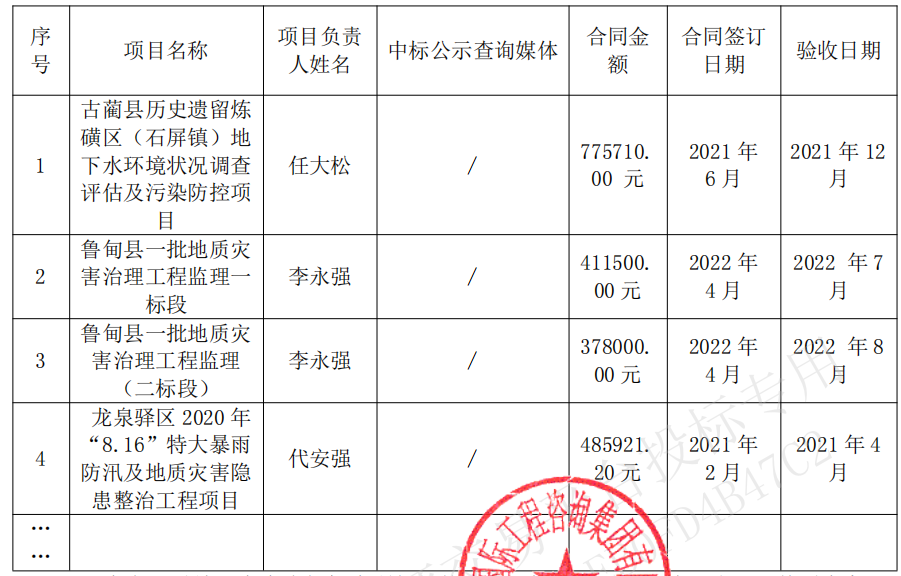 序号
项目名称
项目负责人姓名
中标公示查询媒体
合同金额
合同签订日期
验收日期
1
古蔺县历史遗留炼
磺区（石屏镇）地
下水环境状况调查
评估及污染防控项
目
任大松
/
775710.
00 元
2021 年
6 月
2021 年 12
月
2
鲁甸县一批地质灾
害治理工程监理一
标段
李永强
/
411500.
00 元
2022 年
4 月
2022 年 7
月
3
鲁甸县一批地质灾
害治理工程监理
（二标段）
李永强
/
378000.
00 元
2022 年
4 月
2022 年 8
月
4
龙泉驿区 2020 年
“8.16”特大暴雨
防汛及地质灾害隐
患整治工程项目
代安强
/
485921.
20 元
2021 年
2 月
2021 年 4
月
…
…
国际工程咨询集团有
投标专用
FD4B47C2